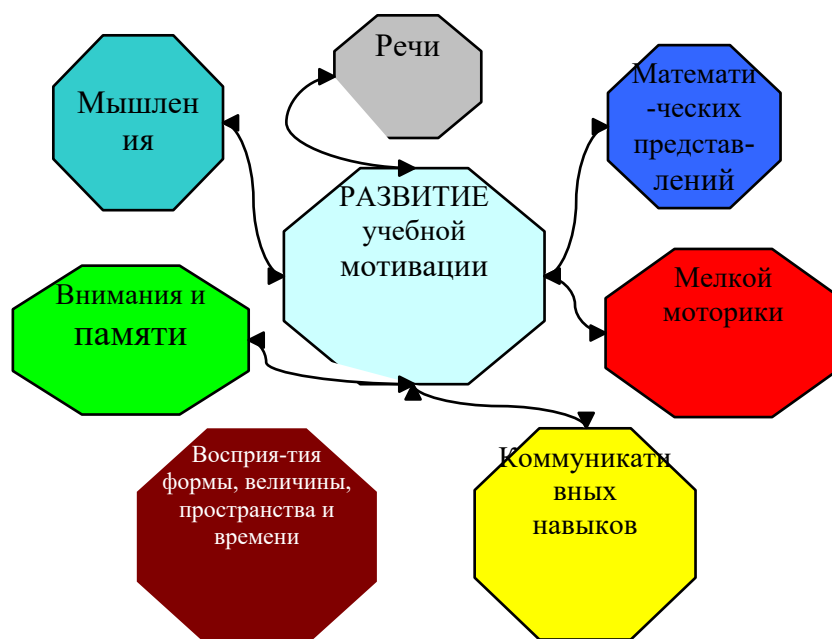 Речи
Мышлен
ия
Математи
-ческих
представ-
лений
РАЗВИТИЕ
учебной
мотивации
Внимания и
памяти
Мелкой
моторики
Восприя-тия
формы, величины,
пространства и
времени
Коммуникати
вных
навыков